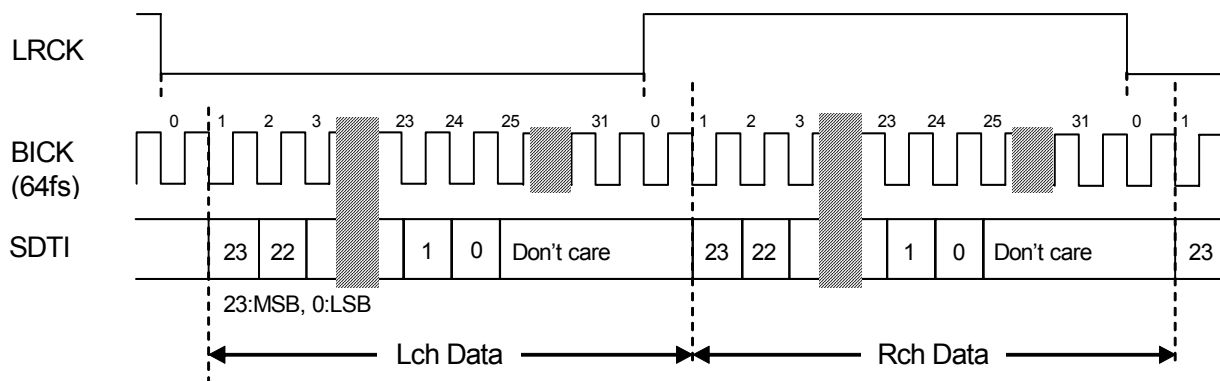 LRCK
0 1 2 3 23 24 25 31 0 1 2 3 23 24 25 31 0 1
BICK
(64fs)
SDTI 23 22 1 0 Don't care 23 22 1 0 Don't care 23
23:MSB, 0:LSB
Lch Data Rch Data